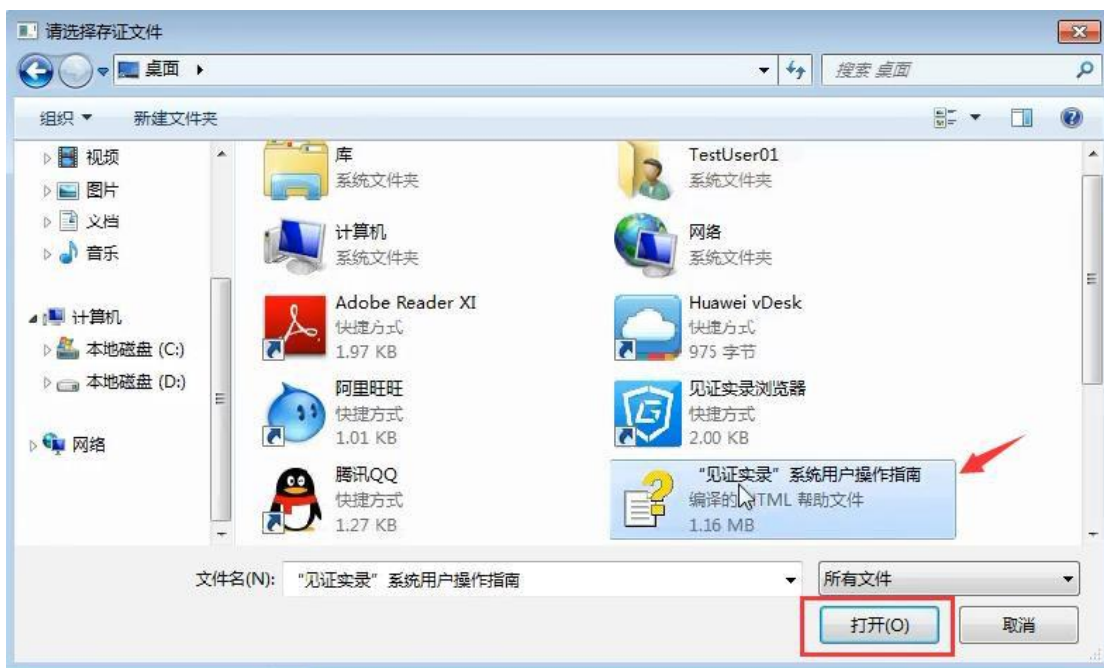 请选择存证文件
桌面
搜索 桌面
组织
新建文件夹
视频
图片
文档
音乐
计算机
本地磁盘 (C:)
本地磁盘 (D:)
网络
库
系统文件夹
TestUser01
系统文件夹
计算机
系统文件夹
网络
系统文件夹
Adobe Reader XI
快捷方式
1.97 KB
Huawei vDesk
快捷方式
975 字节
阿里旺旺
快捷方式
1.01 KB
见证实录浏览器
快捷方式
2.00 KB
腾讯QQ
快捷方式
1.27 KB
“见证实录”系统用户操作指南
编译的 HTML 帮助文件
1.16 MB
文件名(N):
“见证实录”系统用户操作指南
所有文件
打开(O)
取消